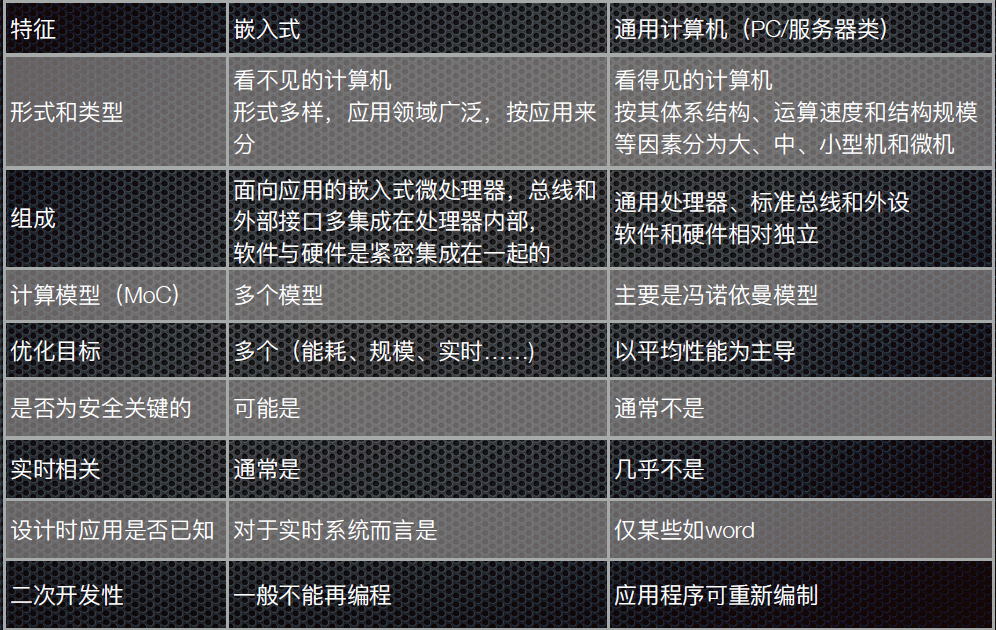 特征
嵌入式
通用计算机（PC/服务器类）
形式和类型
看不见的计算机
形式多样，应用领域广泛，按应用来
分
看得见的计算机
按其体系结构、运算速度和结构规模
等因素分为大、中、小型机和微机
组成
面向应用的嵌入式微处理器，总线和
外部接口多集成在处理器内部，
软件与硬件是紧密集成在一起的
通用处理器、标准总线和外设
软件和硬件相对独立
计算模型（MoC）
多个模型
主要是冯诺依曼模型
优化目标
多个（能耗、规模、实时……）
以平均性能为主导
是否为安全关键的
可能是
通常不是
实时相关
通常是
几乎不是
设计时应用是否已知
对于实时系统而言是
仅某些如word
二次开发性
一般不能再编程
应用程序可重新编制